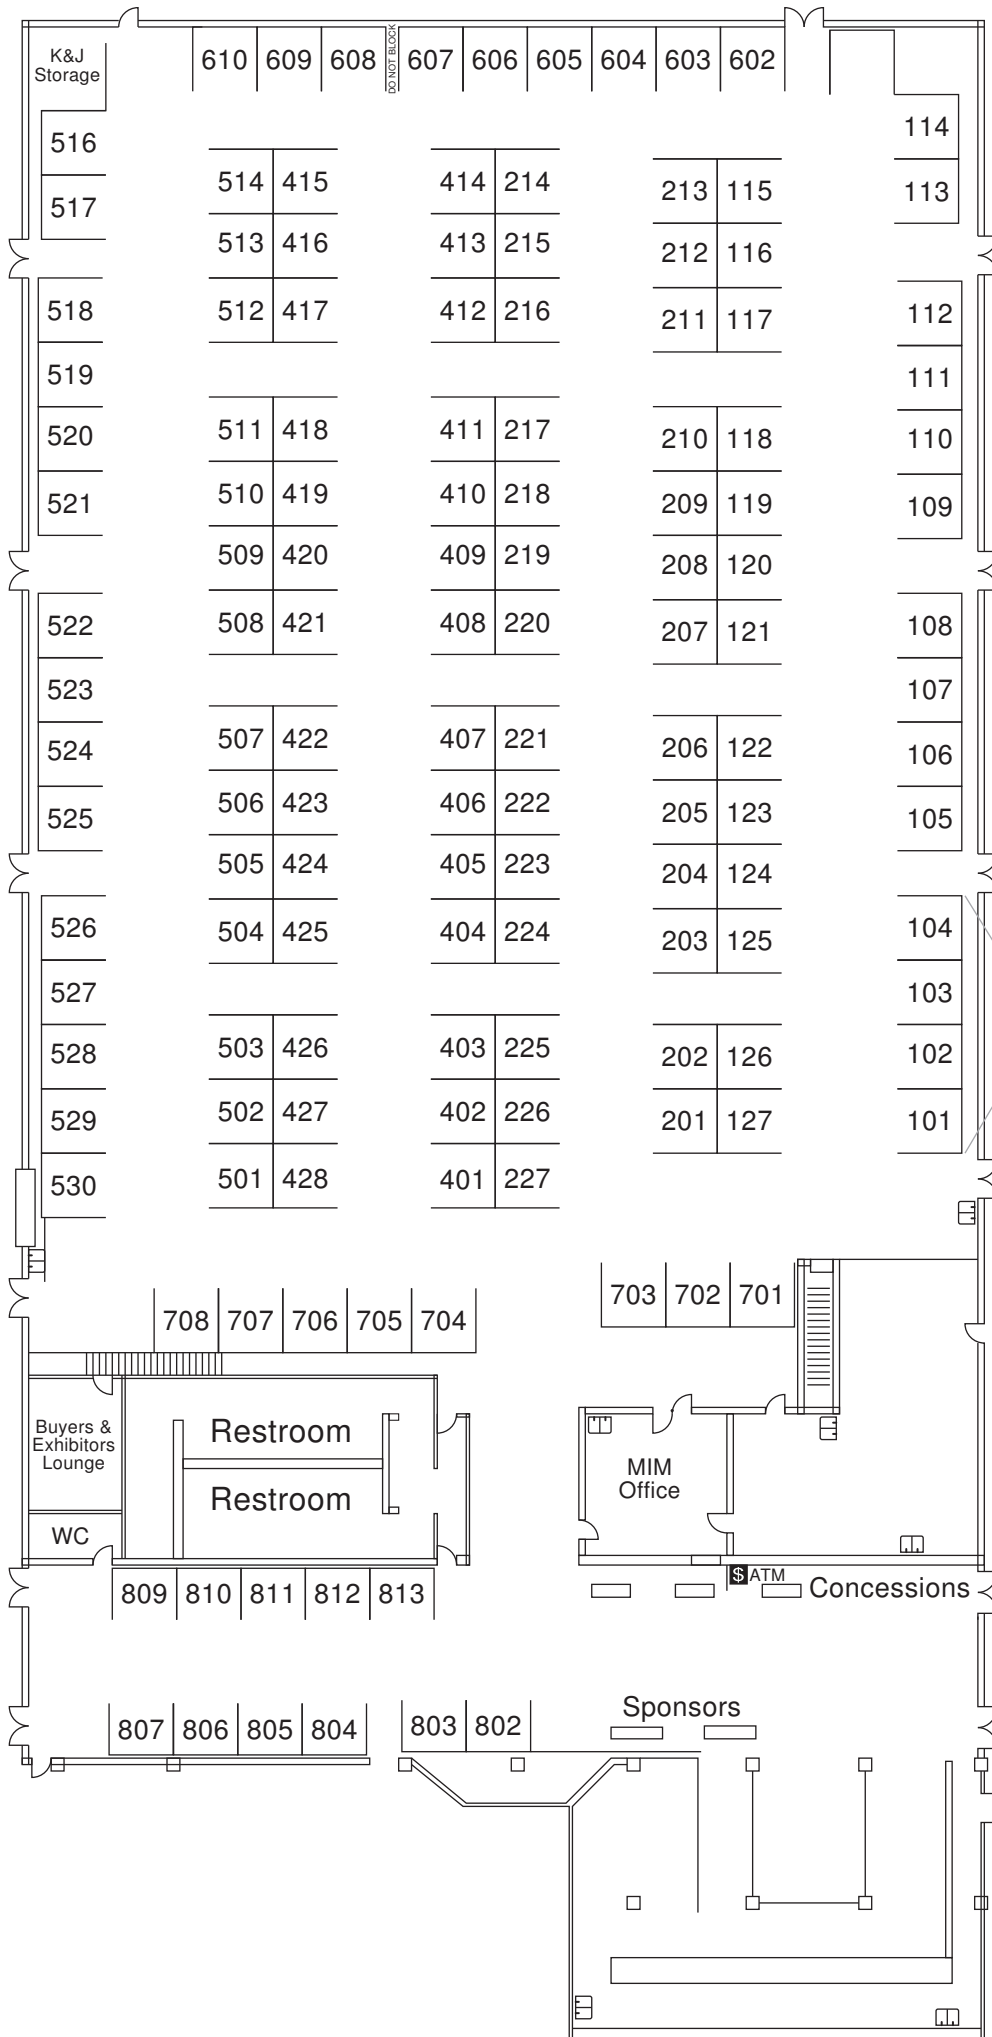 K&J
Storage
610 609 608 DO NOT BLOCK 607 606 605 604 603 602
516 114
514 415 414 214 213 115 113
517
513 416 413 215 212 116
518 512 417 412 216 211 117 112
519 111
520 511 418 411 217 210 118 110
521 510 419 410 218 209 119 109
509 420 409 219 208 120
522 508 421 408 220 207 121 108
523 107
524 507 422 407 221 206 122 106
525 506 423 406 222 205 123 105
505 424 405 223 204 124
526 504 425 404 224 203 125 104
527 103
528 503 426 403 225 202 126 102
529 502 427 402 226 201 127 101
530 501 428 401 227
703 702 701
708 707 706 705 704
Buyers &
Exhibitors
Lounge
Restroom
Restroom
MIM
Office
WC
$ ATM
Concessions
809 810 811 812 813
Sponsors
807 806 805 804 803 802